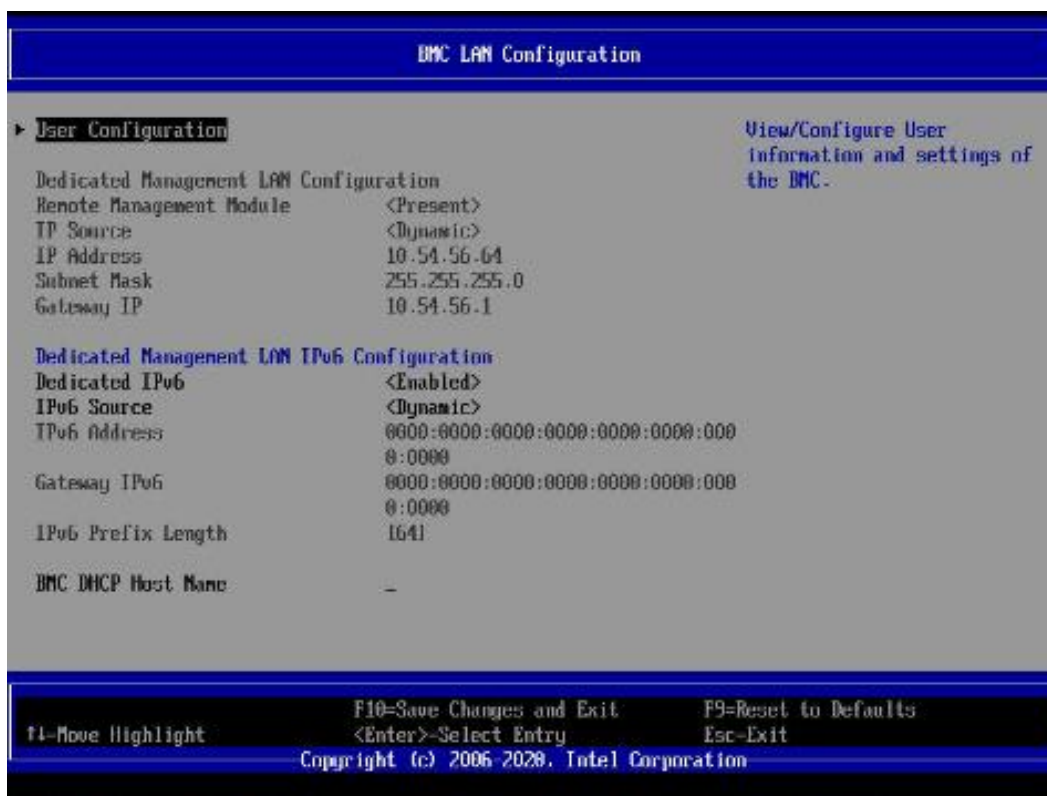 BMC LAN Configuration
User Configuration
View/Configure User
information and settings of
the BMC.
Dedicated Management LAN Configuration
Remote Management Module <Present>
IP Source <Dynamic>
IP Address 10.54.56.64
Subnet Mask 255.255.255.0
Gateway IP 10.54.56.1
Dedicated Management LAN IPv6 Configuration
Dedicated IPv6 <Enabled>
IPv6 Source <Dynamic>
IPv6 Address 0000:0000:0000:0000:0000:0000:000
0:0000
Gateway IPv6 0000:0000:0000:0000:0000:0000:000
0:0000
IPv6 Prefix Length [64]
BMC DHCP Host Name _
F10=Save Changes and Exit F9=Reset to Defaults
↑↓=Move Highlight <Enter>=Select Entry Esc=Exit
Copyright (c) 2006-2020, Intel Corporation